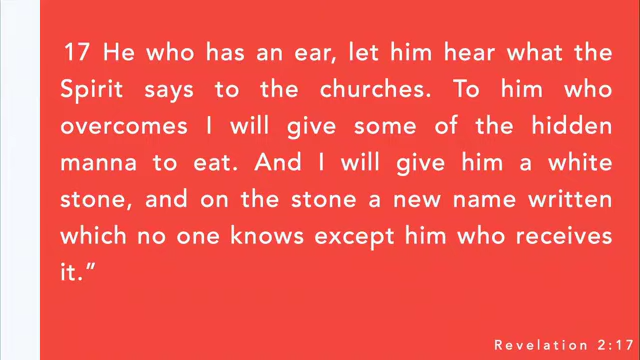 17 He who has an ear, let him hear what the
Spirit says to the churches. To him who
overcomes I will give some of the hidden
manna to eat. And I will give him a white
stone, and on the stone a new name written
which no one knows except him who receives
it.”
Revelation 2:17